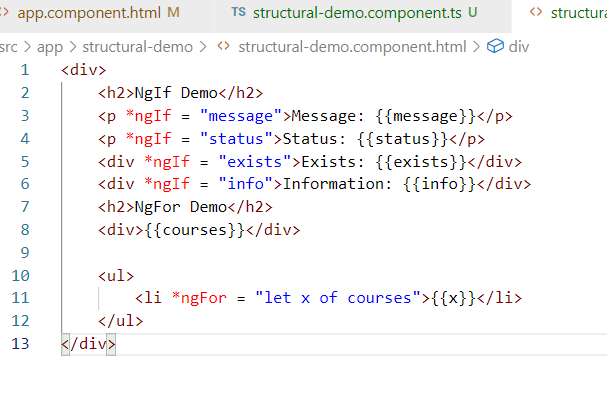 app.component.html M
TS structural-demo.component.ts U
<> structura
src > app > structural-demo > <> structural-demo.component.html > div
1 <div>
2 <h2>NgIf Demo</h2>
3 <p *ngIf = "message">Message: {{message}}</p>
4 <p *ngIf = "status">Status: {{status}}</p>
5 <div *ngIf = "exists">Exists: {{exists}}</div>
6 <div *ngIf = "info">Information: {{info}}</div>
7 <h2>NgFor Demo</h2>
8 <div>{{courses}}</div>
9
10 <ul>
11 <li *ngFor = "let x of courses">{{x}}</li>
12 </ul>
13 </div>